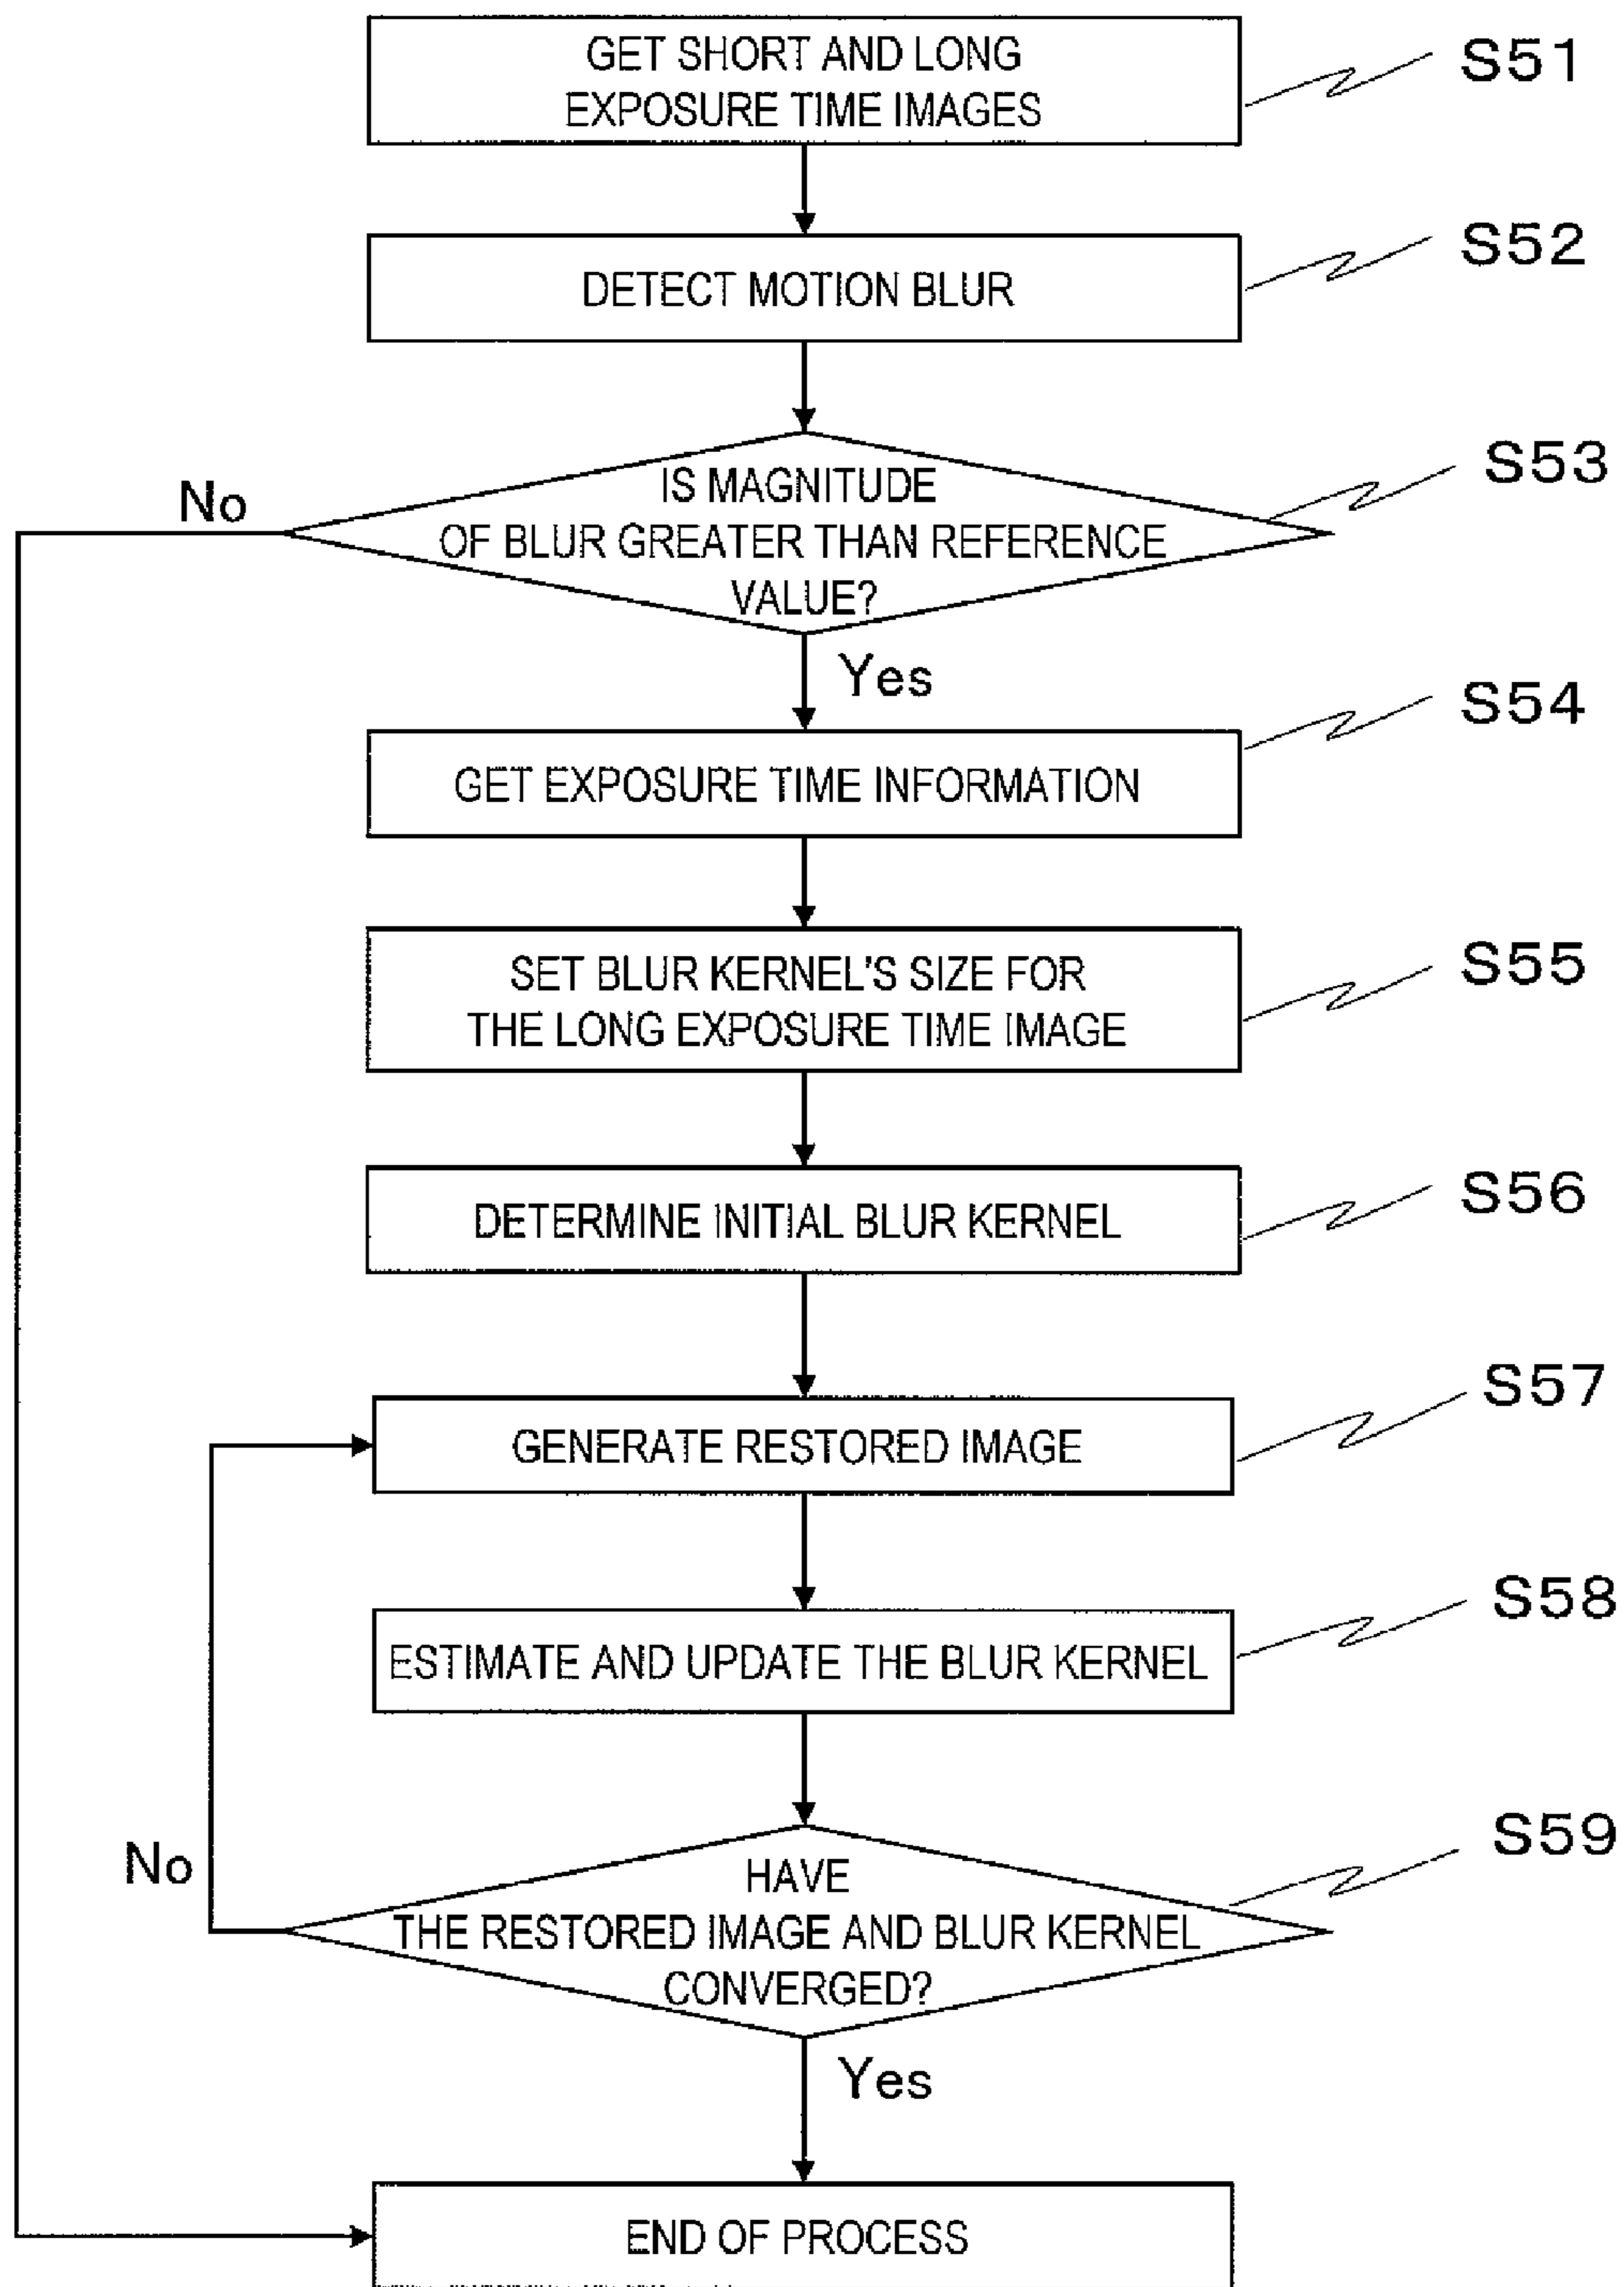 GET SHORT AND LONG
EXPOSURE TIME IMAGES
S51
DETECT MOTION BLUR
S52
IS MAGNITUDE
OF BLUR GREATER THAN REFERENCE
VALUE?
S53
No
Yes
GET EXPOSURE TIME INFORMATION
S54
SET BLUR KERNEL'S SIZE FOR
THE LONG EXPOSURE TIME IMAGE
S55
DETERMINE INITIAL BLUR KERNEL
S56
GENERATE RESTORED IMAGE
S57
ESTIMATE AND UPDATE THE BLUR KERNEL
S58
HAVE
THE RESTORED IMAGE AND BLUR KERNEL
CONVERGED?
S59
No
Yes
END OF PROCESS